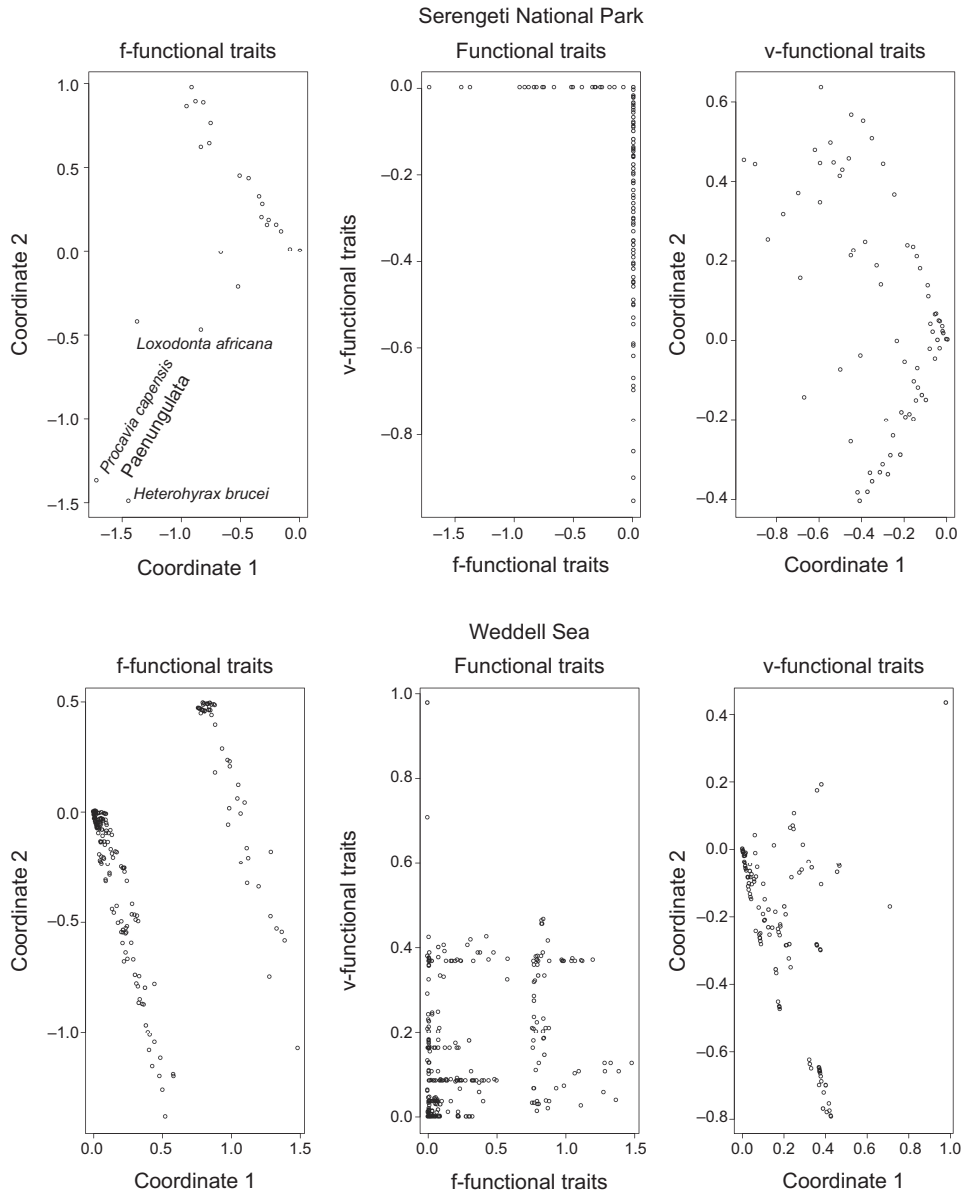 Serengeti National Park
f-functional traits
Functional traits
v-functional traits
1.0
0.5
0.0
−0.5
−1.0
−1.5
Coordinate 2
Loxodonta africana
Procavia capensis
Paenungulata
Heterohyrax brucei
−1.5
−1.0
−0.5
0.0
Coordinate 1
0.0
−0.2
−0.4
−0.6
−0.8
v-functional traits
−1.5
−1.0
−0.5
0.0
f-functional traits
0.6
0.4
0.2
0.0
−0.2
−0.4
Coordinate 2
−0.8
−0.6
−0.4
−0.2
0.0
Coordinate 1
Weddell Sea
f-functional traits
Functional traits
v-functional traits
0.5
0.0
−0.5
−1.0
Coordinate 2
0.0
0.5
1.0
1.5
Coordinate 1
1.0
0.8
0.6
0.4
0.2
0.0
v-functional traits
0.0
0.5
1.0
1.5
f-functional traits
0.4
0.2
0.0
−0.2
−0.4
−0.6
−0.8
Coordinate 2
0.0
0.2
0.4
0.6
0.8
1.0
Coordinate 1